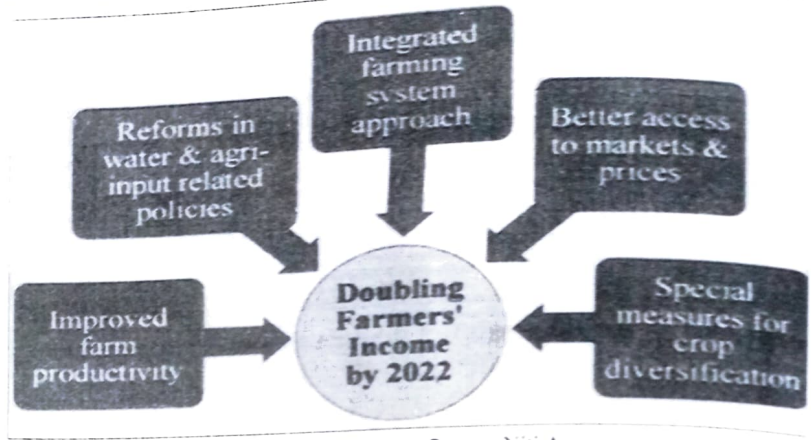 Integrated
farming
system
approach
Reforms in
water & agri-
input related
policies
Better access
to markets &
prices
Improved
farm
productivity
Doubling
Farmers'
Income
by 2022
Special
measures for
crop
diversification